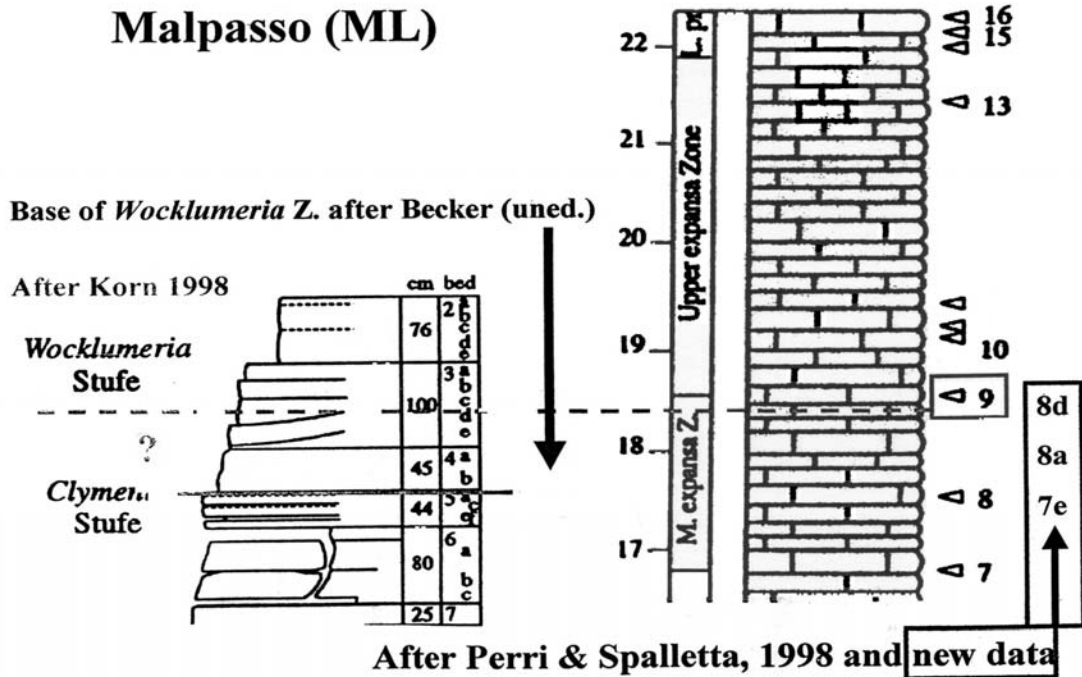 Malpasso (ML)
Base of Wocklumeria Z. after Becker (uned.)
After Korn 1998
cm bed
Wocklumeria
Stufe
?
Clymeni
Stufe
76
100
45
44
80
25
2 a b c d e
3 a b c d e
4 a b
5 a
6 a b c
7
22
21
20
19
18
17
L. pr
Upper expansa Zone
M. expansa Z.
16
15
13
10
9
8
7
8d
8a
7e
After Perri & Spalletta, 1998 and new data